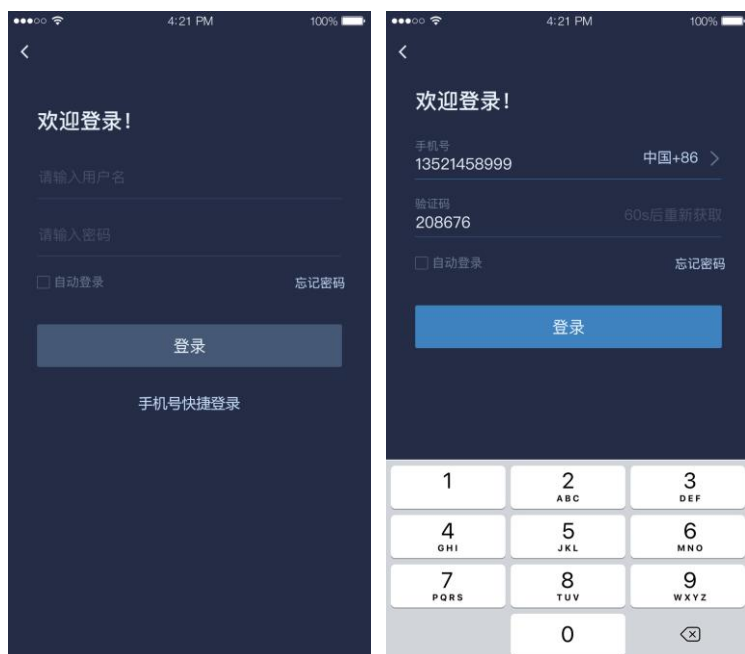 4:21 PM
100%
欢迎登录!
请输入用户名
请输入密码
自动登录
忘记密码
登录
手机号快捷登录
4:21 PM
100%
欢迎登录!
手机号
13521458999
中国+86
验证码
208676
60s后重新获取
自动登录
忘记密码
登录
1
2
3
ABC
DEF
4
5
6
GHI
JKL
MNO
7
8
9
PQRS
TUV
WXYZ
0